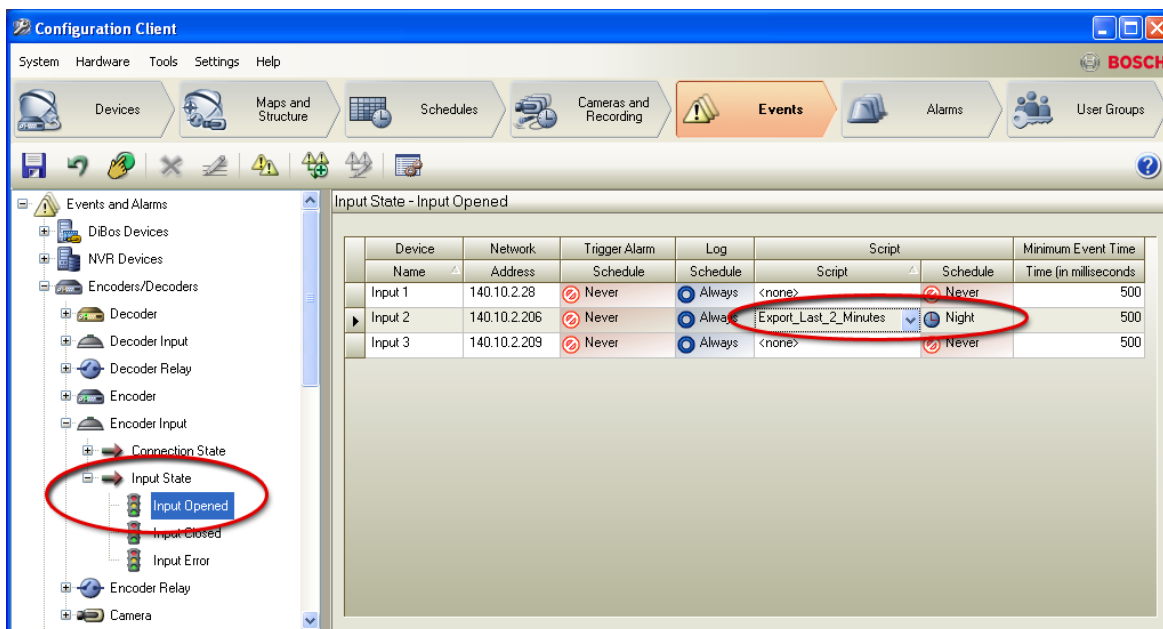 Configuration Client
System Hardware Tools Settings Help
BOSCH
Devices
Maps and Structure
Schedules
Cameras and Recording
Events
Alarms
User Groups
?
Events and Alarms
DiBos Devices
NVR Devices
Encoders/Decoders
Decoder
Decoder Input
Decoder Relay
Encoder
Encoder Input
Connection State
Input State
Input Opened
Input Closed
Input Error
Encoder Relay
Camera
Input State - Input Opened
Device Network Trigger Alarm Log Script Minimum Event Time
Name Address Schedule Schedule Script Schedule Time (in milliseconds
Input 1 140.10.2.28 Never Always <none> Never 500
Input 2 140.10.2.206 Never Always Export_Last_2_Minutes Night 500
Input 3 140.10.2.209 Never Always <none> Never 500